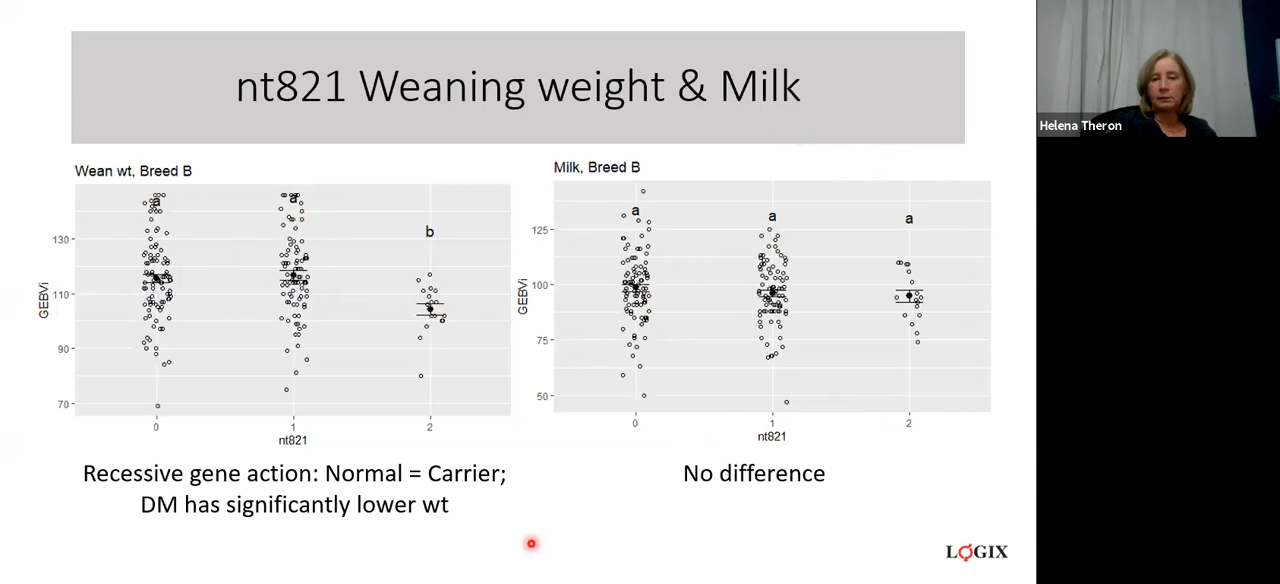 nt821 Weaning weight & Milk
Helena Theron
Wean wt, Breed B
a
a
b
130
110
90
70
GEBVi
0
1
2
nt821
Milk, Breed B
a
a
a
125
100
75
50
GEBVi
0
1
2
nt821
Recessive gene action: Normal = Carrier;
DM has significantly lower wt
No difference
LOGIX